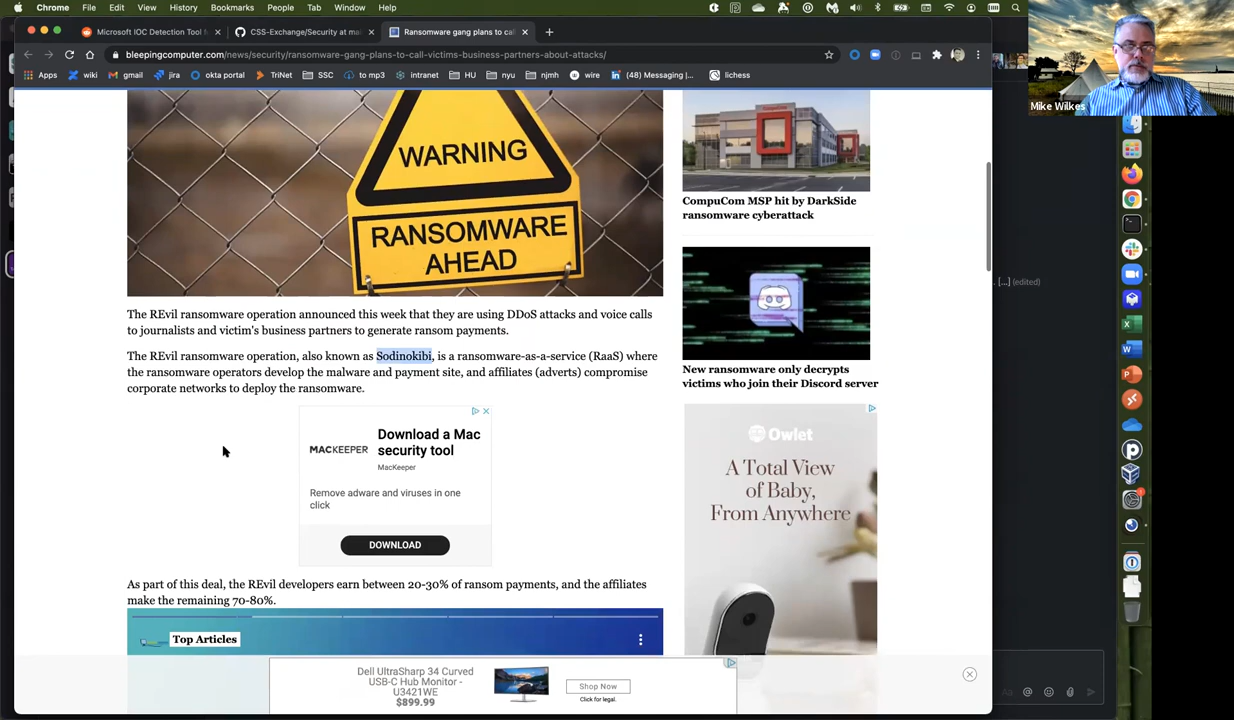 Chrome File Edit View History Bookmarks People Tab Window Help
Microsoft IOC Detection Tool f
CSS-Exchange/Security at mai
Ransomware gang plans to cal
bleepingcomputer.com/news/security/ransomware-gang-plans-to-call-victims-business-partners-about-attacks/
Apps wiki gmail jira okta portal TriNet SSC to mp3 intranet HU nyu njmh wire (48) Messaging |... lichess
Mike Wilkes
WARNING
RANSOMWARE
AHEAD
CompuCom MSP hit by DarkSide
ransomware cyberattack
[...] (edited)
The REvil ransomware operation announced this week that they are using DDoS attacks and voice calls
to journalists and victim's business partners to generate ransom payments.
The REvil ransomware operation, also known as Sodinokibi, is a ransomware-as-a-service (RaaS) where
the ransomware operators develop the malware and payment site, and affiliates (adverts) compromise
corporate networks to deploy the ransomware.
New ransomware only decrypts
victims who join their Discord server
MACKEEPER
Download a Mac
security tool
MacKeeper
Remove adware and viruses in one
click
DOWNLOAD
Owlet
A Total View
of Baby,
From Anywhere
As part of this deal, the REvil developers earn between 20-30% of ransom payments, and the affiliates
make the remaining 70-80%.
Top Articles
Dell UltraSharp 34 Curved
USB-C Hub Monitor -
U3421WE
$899.99
Shop Now
Click for legal.
Aa